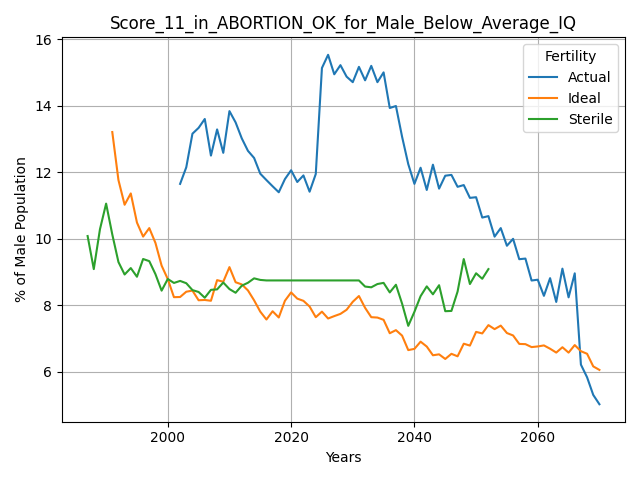 Score_11_in_ABORTION_OK_for_Male_Below_Average_IQ
% of Male Population
16
14
12
10
8
6
2000
2020
2040
2060
Years
Fertility
Actual
Ideal
Sterile